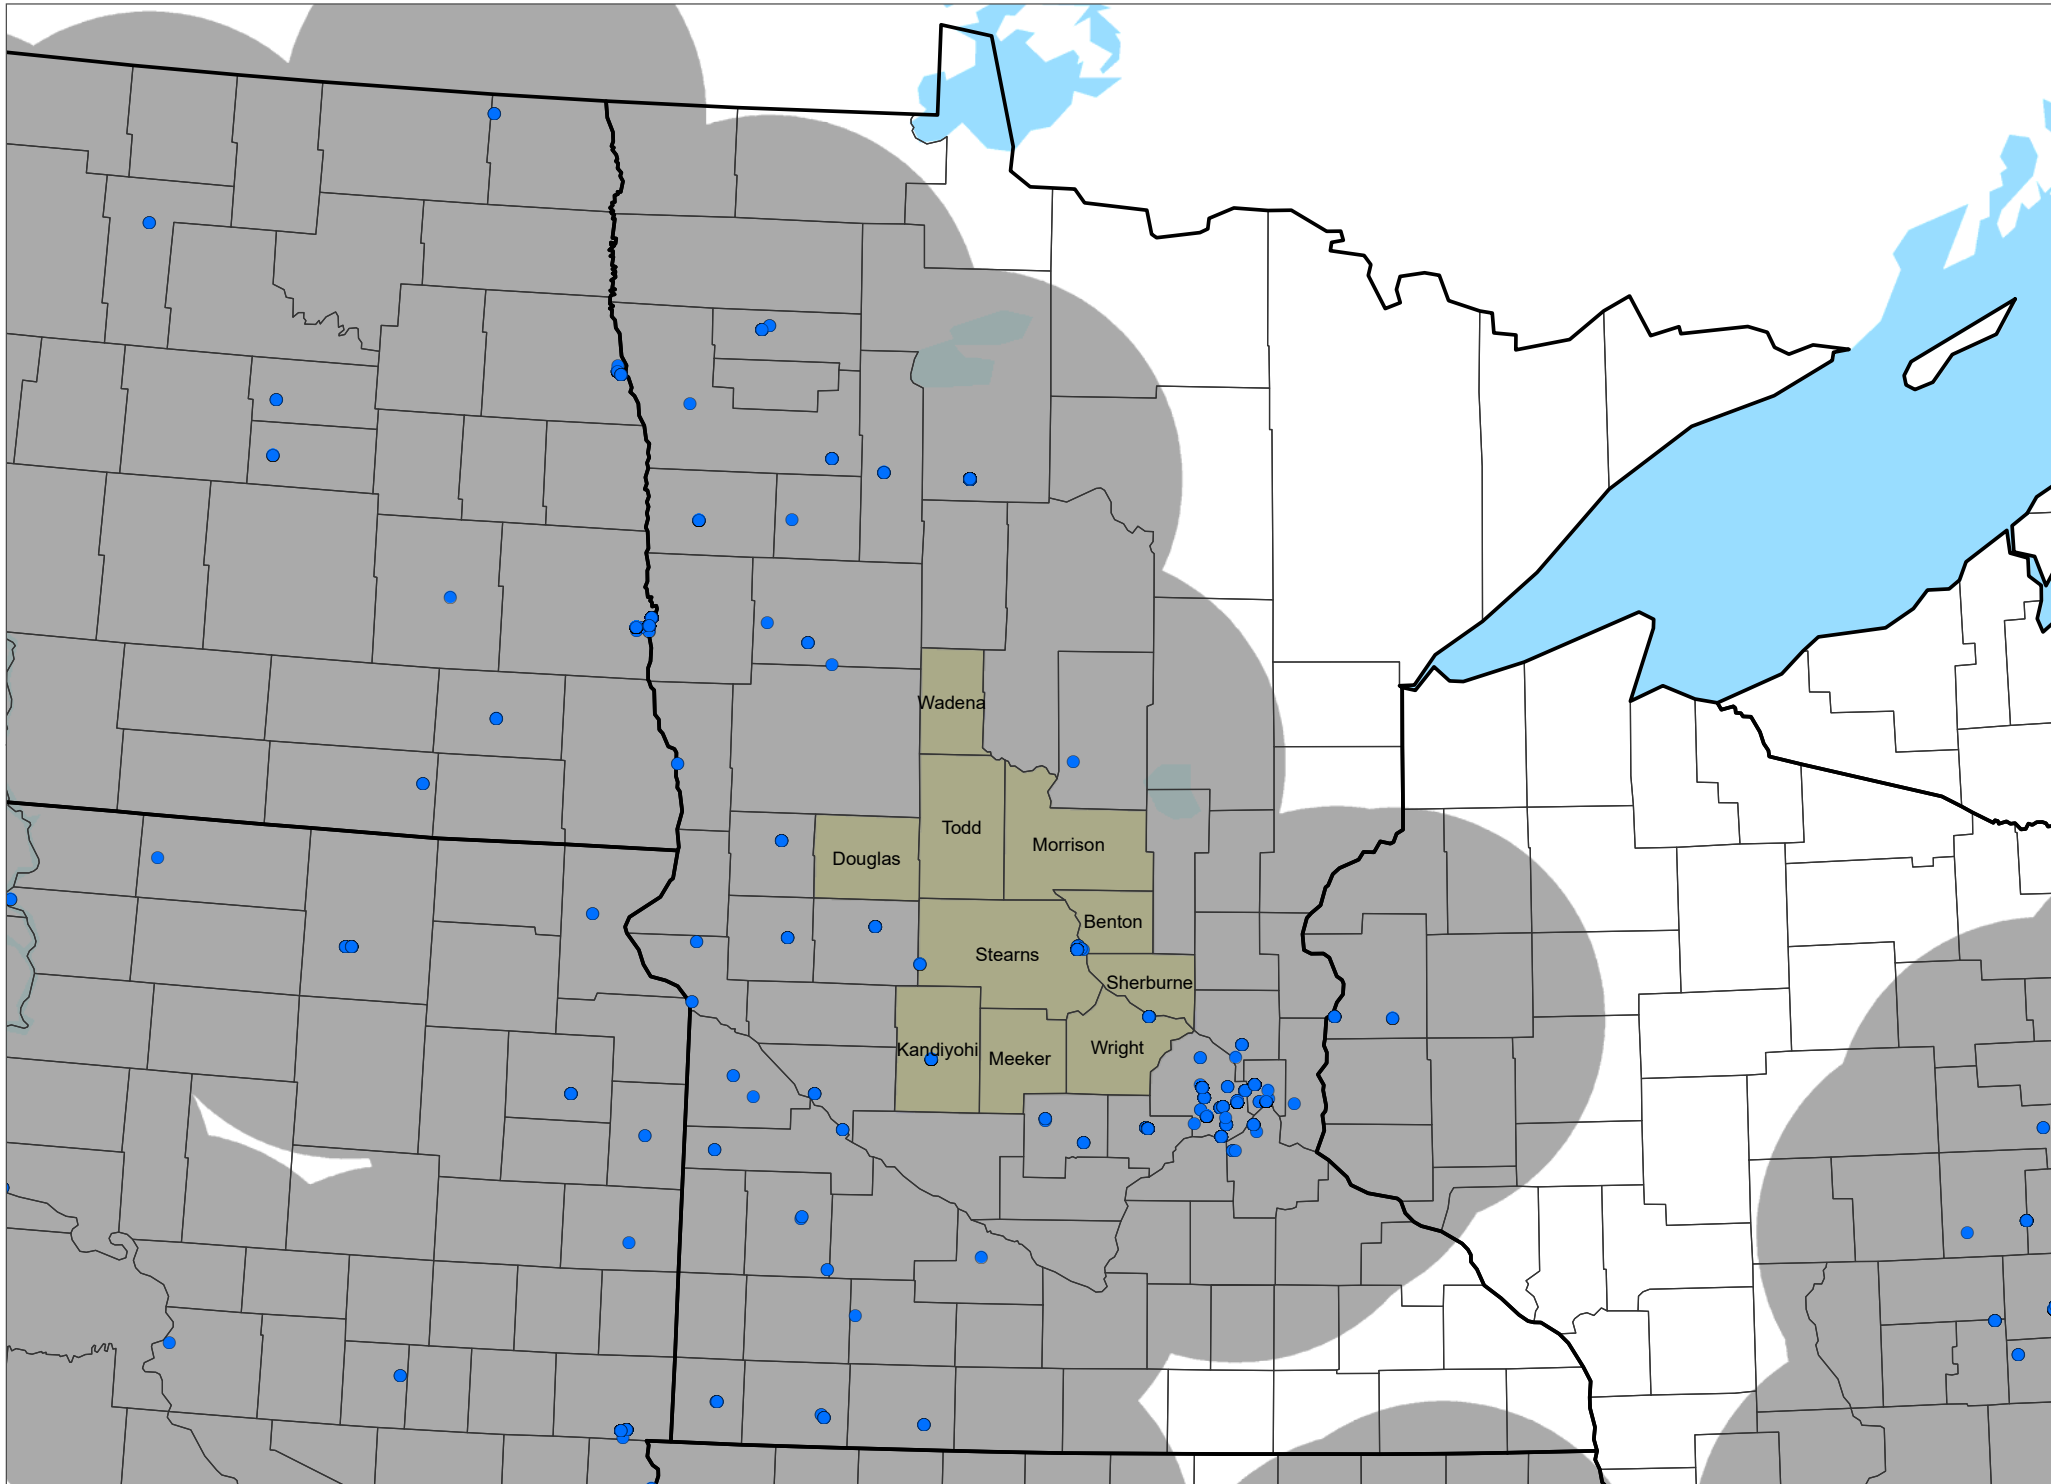 Wadena
Todd
Morrison
Douglas
Benton
Stearns
Sherburne
Kandiyohi
Meeker
Wright